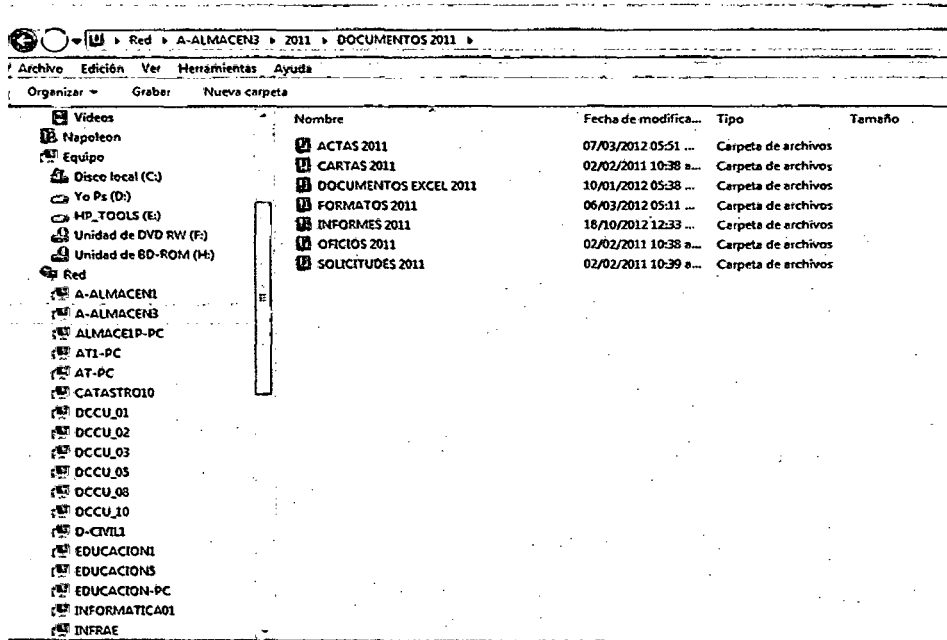 Red ▸ A-ALMACEN3 ▸ 2011 ▸ DOCUMENTOS 2011 ▸
Archivo Edición Ver Herramientas Ayuda
Organizar Grabar Nueva carpeta
Videos
Napoleon
Equipo
Disco local (C:)
Yo Ps (D:)
HP_TOOLS (E:)
Unidad de DVD RW (F:)
Unidad de BD-ROM (H:)
Red
A-ALMACEN1
A-ALMACEN3
ALMACE1P-PC
AT1-PC
AT-PC
CATASTRO10
DCCU_01
DCCU_02
DCCU_03
DCCU_05
DCCU_08
DCCU_10
D-CIVIL1
EDUCACION1
EDUCACION5
EDUCACION-PC
INFORMATICA01
INFRAE
Nombre Fecha de modifica... Tipo Tamaño
ACTAS 2011 07/03/2012 05:51 ... Carpeta de archivos
CARTAS 2011 02/02/2011 10:38 a... Carpeta de archivos
DOCUMENTOS EXCEL 2011 10/01/2012 05:38 ... Carpeta de archivos
FORMATOS 2011 06/03/2012 05:11 ... Carpeta de archivos
INFORMES 2011 18/10/2012 12:33 ... Carpeta de archivos
OFICIOS 2011 02/02/2011 10:38 a... Carpeta de archivos
SOLICITUDES 2011 02/02/2011 10:39 a... Carpeta de archivos